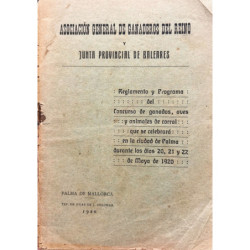 ASOCIACIÓN GENERAL DE GANADEROS DEL REINO
Y
JUNTA PROVINCIAL DE BALEARES
Reglamento y Programa
del
Concurso de ganados, aves
y animales de corral
que se celebrará
en la ciudad de Palma
durante los días 20, 21 y 22
de Mayo de 1920
PALMA DE MALLORCA
1920